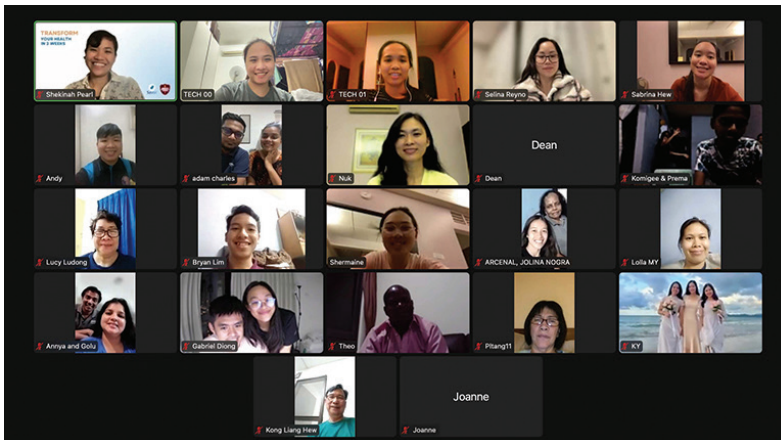 TRANSFORM
YOUR HEALTH
IN 2 WEEKS
Shekinah Pearl
TECH 00
TECH 01
Selina Reyno
Sabrina Hew
Andy
adam charles
Nuk
Dean
Dean
Komigee & Prema
Lucy Ludong
Bryan Lim
Shermaine
ARCENAL, JOLINA NOGRA
Lolla MY
Annya and Golu
Gabriel Diong
Theo
PItang11
KY
Kong Liang Hew
Joanne
Joanne